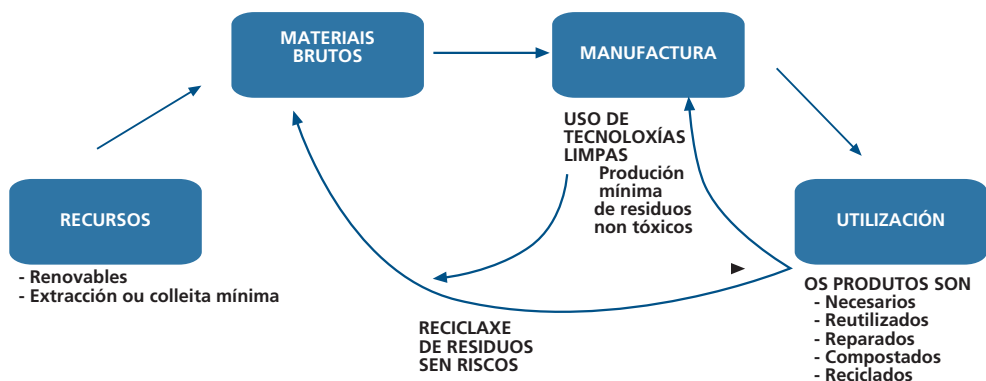 MATERIAIS
BRUTOS
MANUFACTURA
USO DE
TECNOLOXÍAS
LIMPAS
Produción
mínima
de residuos
non tóxicos
RECURSOS
- Renovables
- Extracción ou colleita mínima
UTILIZACIÓN
OS PRODUTOS SON
- Necesarios
- Reutilizados
- Reparados
- Compostados
- Reciclados
RECICLAXE
DE RESIDUOS
SEN RISCOS